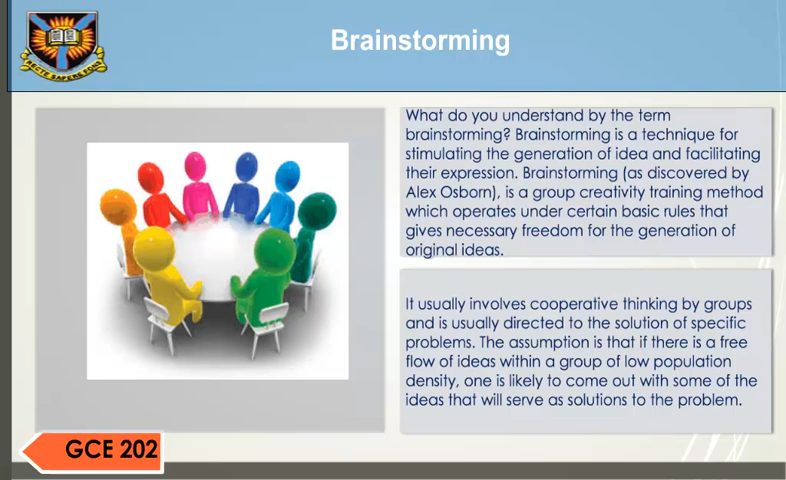 Brainstorming
RECTE SAPERE FONS
What do you understand by the term
brainstorming? Brainstorming is a technique for
stimulating the generation of idea and facilitating
their expression. Brainstorming (as discovered by
Alex Osborn), is a group creativity training method
which operates under certain basic rules that
gives necessary freedom for the generation of
original ideas.
It usually involves cooperative thinking by groups
and is usually directed to the solution of specific
problems. The assumption is that if there is a free
flow of ideas within a group of low population
density, one is likely to come out with some of the
ideas that will serve as solutions to the problem.
GCE 202